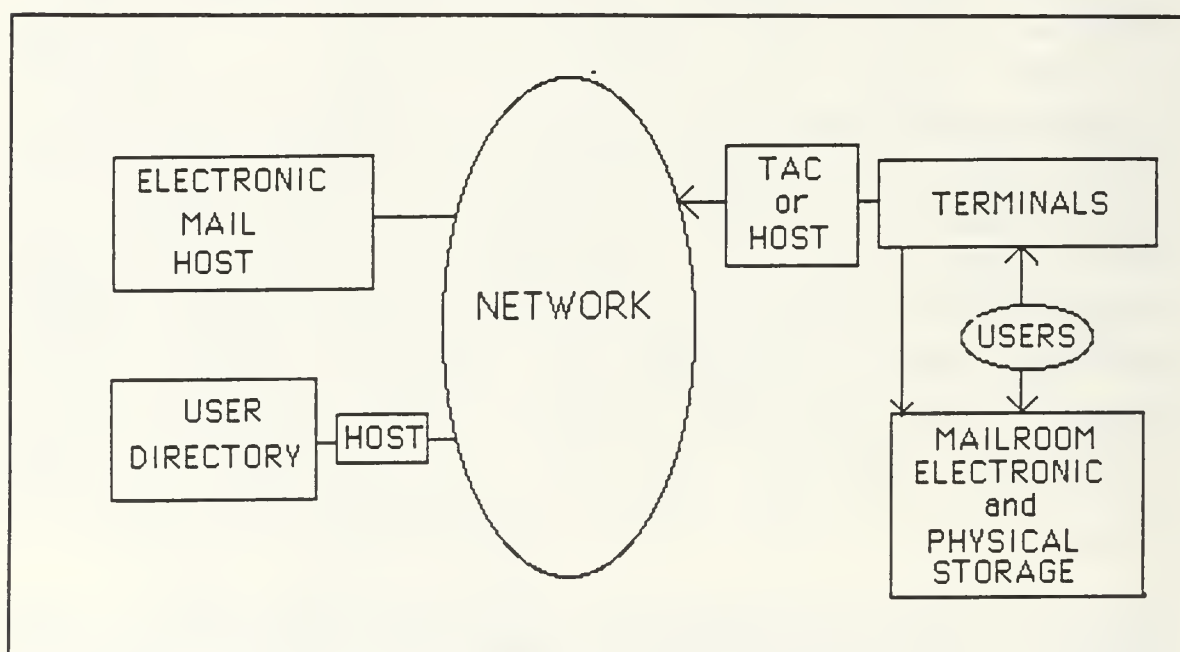 ELECTRONIC
MAIL
HOST
USER
DIRECTORY
HOST
NETWORK
TAC
or
HOST
TERMINALS
USERS
MAILROOM
ELECTRONIC
and
PHYSICAL
STORAGE